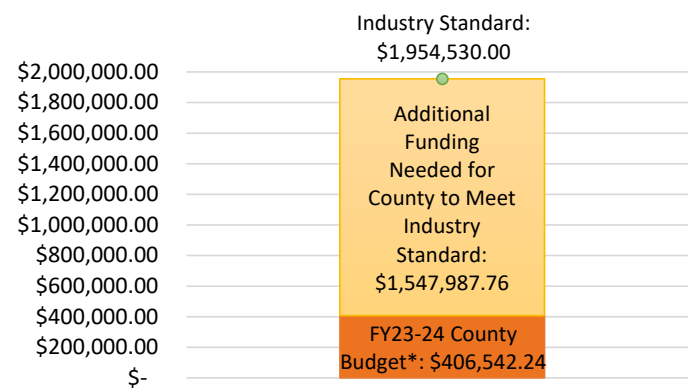 Industry Standard:
$1,954,530.00
$2,000,000.00
$1,800,000.00
$1,600,000.00
$1,400,000.00
$1,200,000.00
$1,000,000.00
$800,000.00
$600,000.00
$400,000.00
$200,000.00
$-
Additional
Funding
Needed for
County to Meet
Industry
Standard:
$1,547,987.76
FY23-24 County
Budget*: $406,542.24